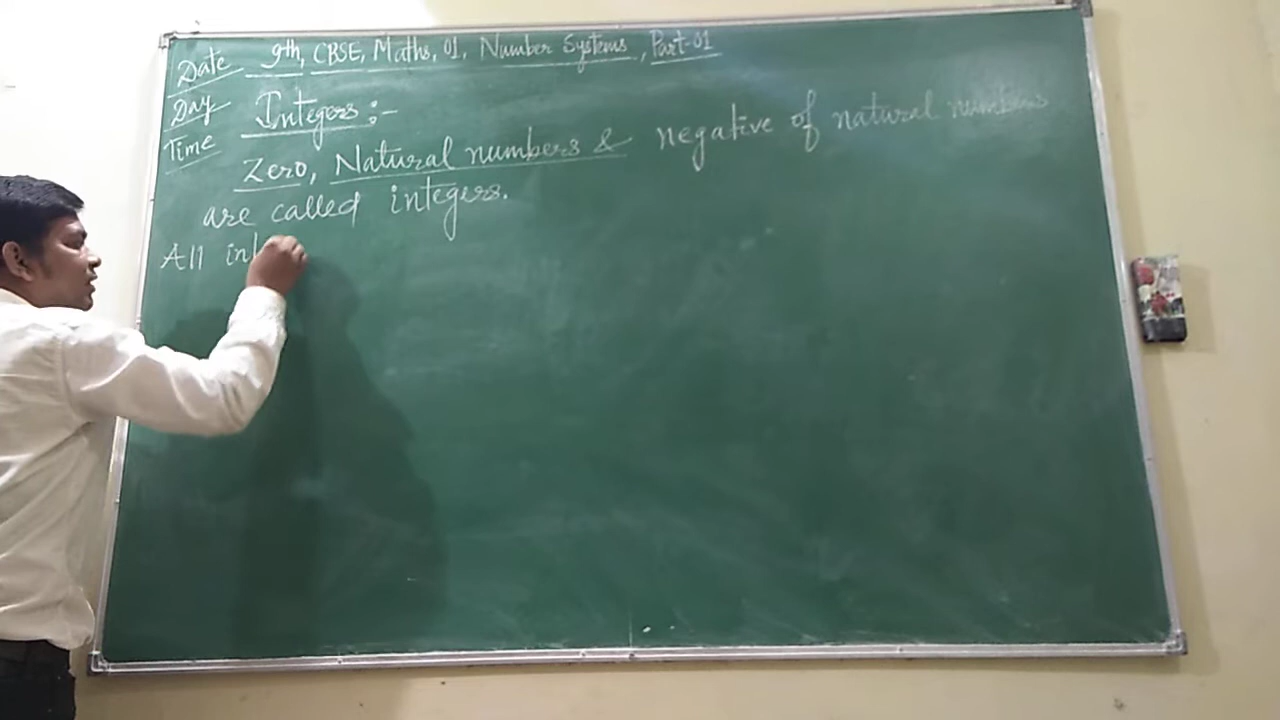 Date 9th, CBSE, Maths, 01, Number Systems, Part-01
Day Integers :-
Time
Zero, Natural numbers & negative of natural numbers
are called integers.
All int